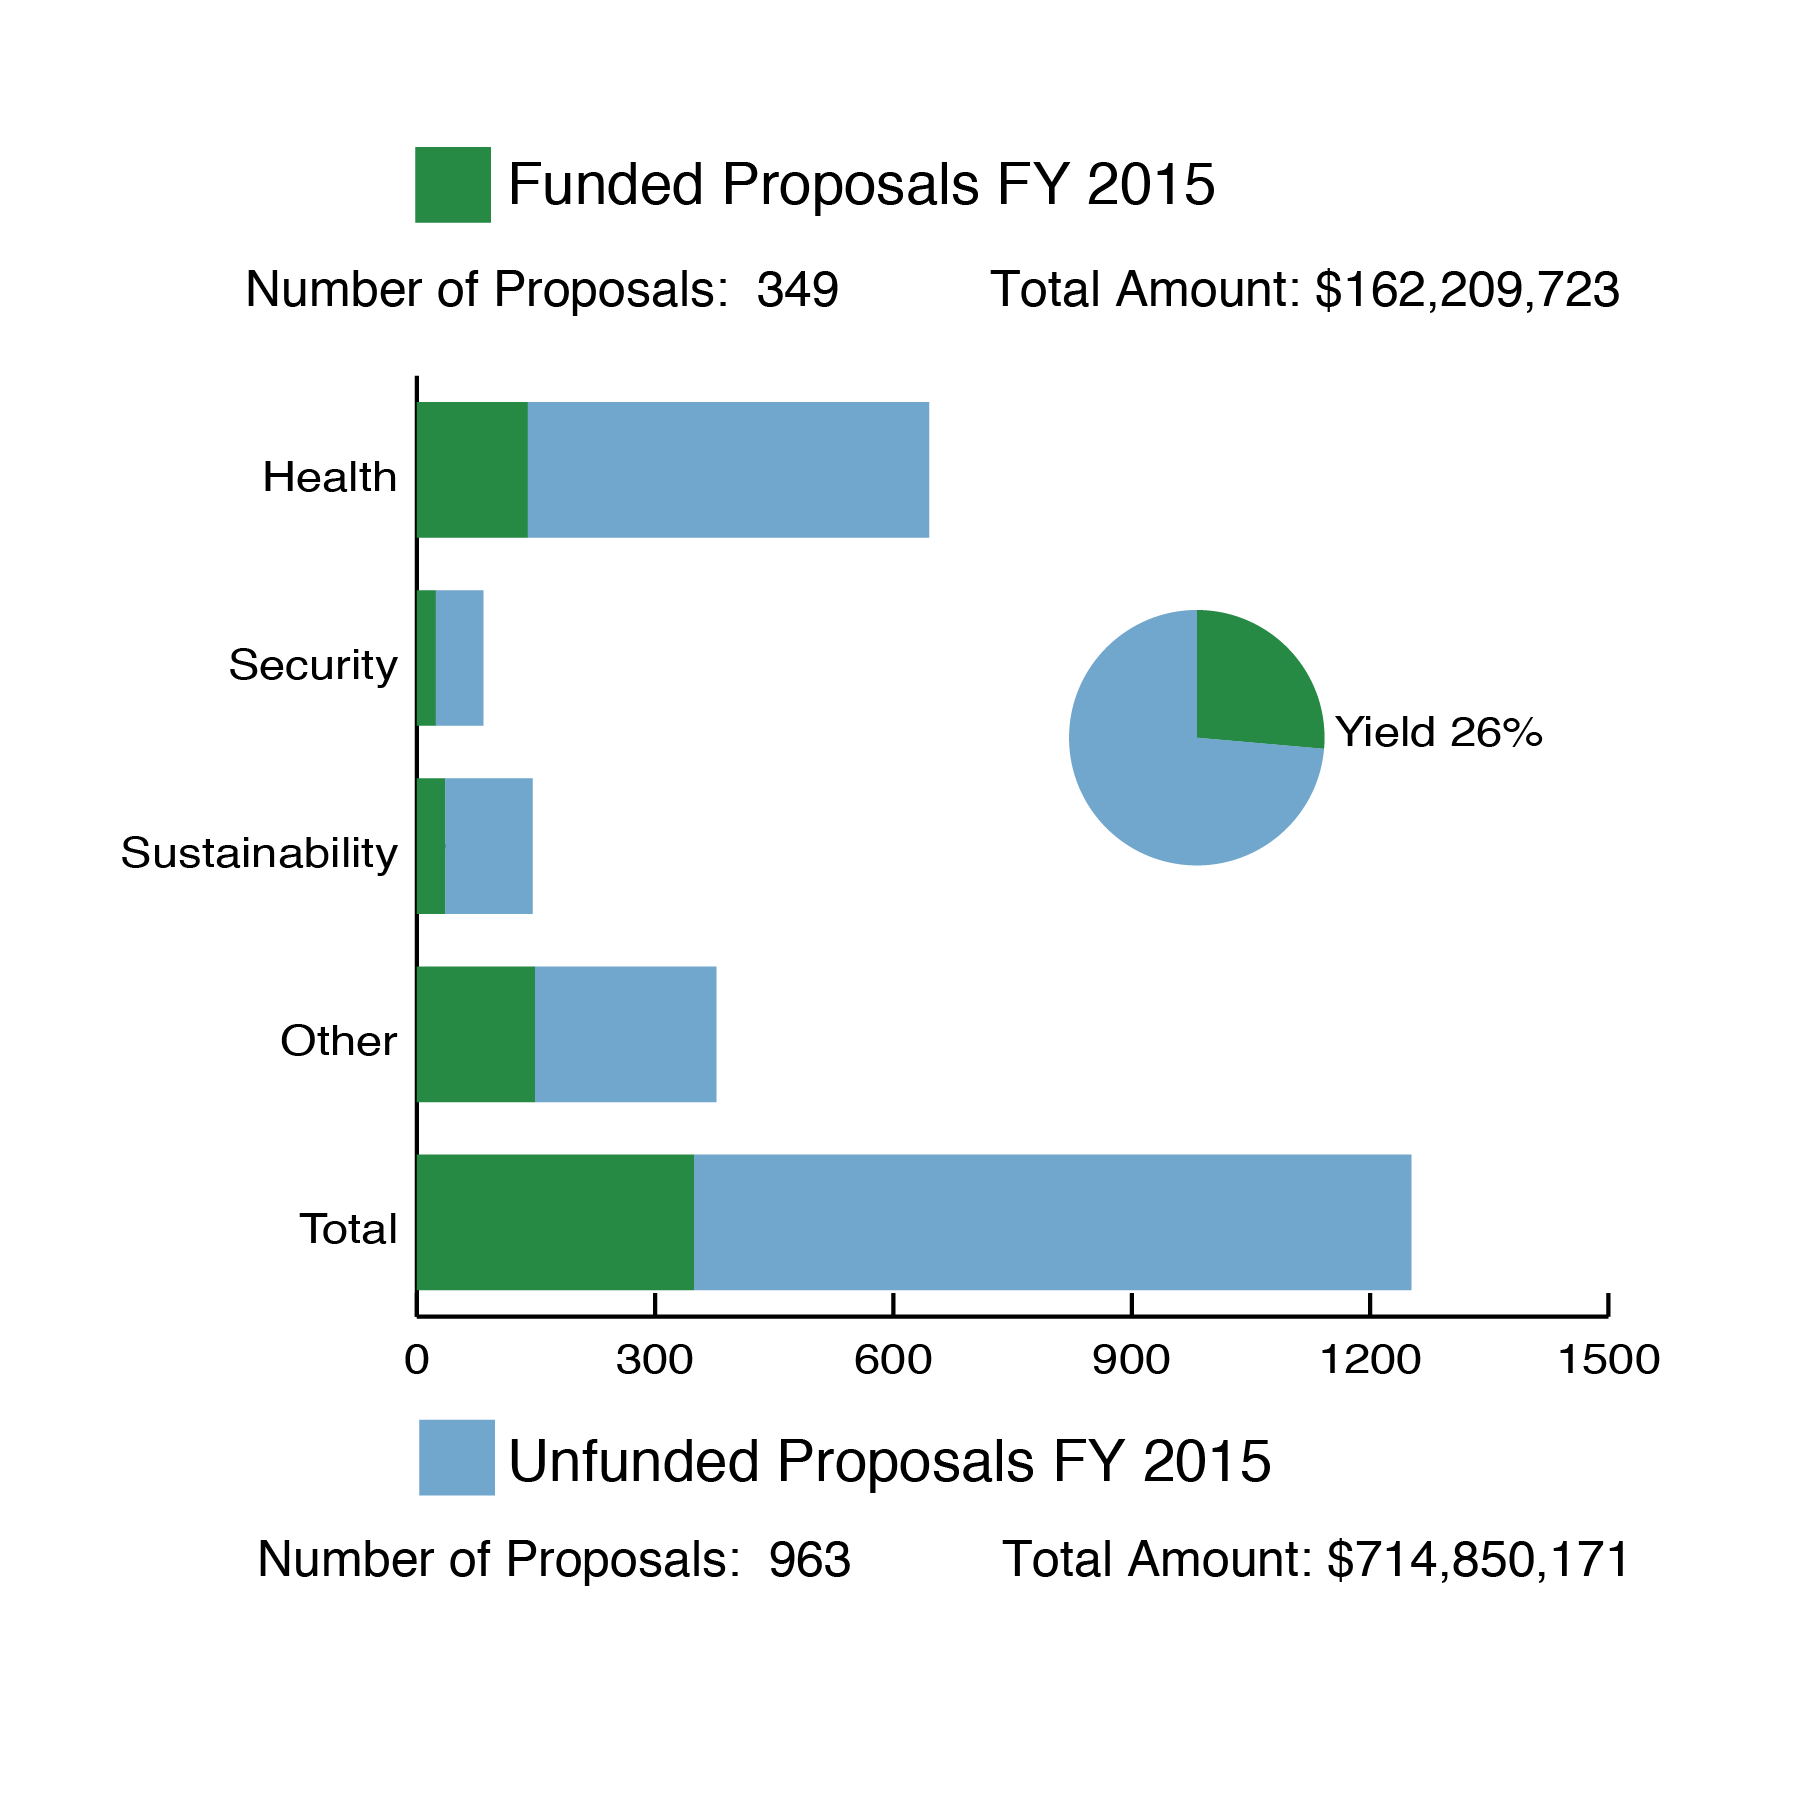 Funded Proposals FY 2015
Number of Proposals: 349 Total Amount: $162,209,723
Health
Security
Yield 26%
Sustainability
Other
Total
0 300 600 900 1200 1500
Unfunded Proposals FY 2015
Number of Proposals: 963 Total Amount: $714,850,171